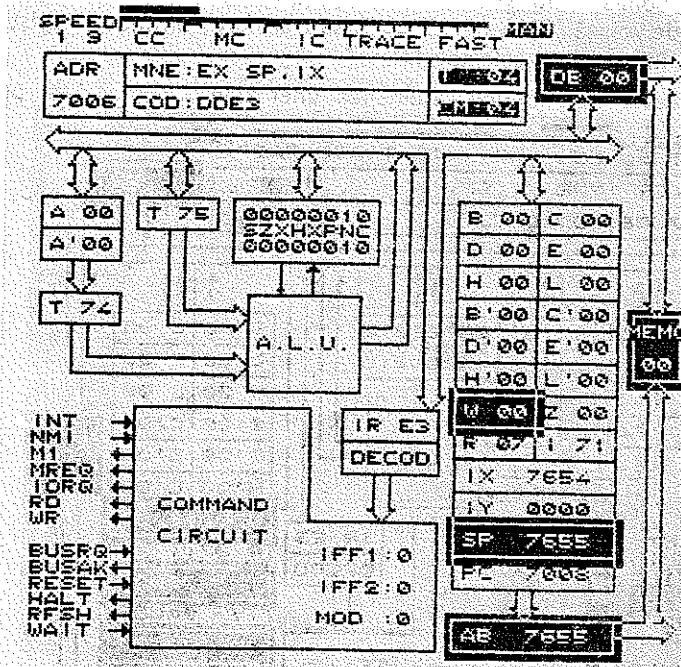 SPEED
1 9 CC MC IC TRACE FAST MAN
ADR MNE:EX SP,IX 04 DB 00
7006 COD:DDE3 04
A 00 T 75 00000010 B 00 C 00
A'00 SZXHXPNC D 00 E 00
00000010 H 00 L 00
T 74 B'00 C'00
A.L.U. D'00 E'00 MEMO
H'00 L'00 00
INT IR E3 W 00 Z 00
NMI DECOD R 07 I 71
M1 IX 7654
MREQ IY 0000
IORQ COMMAND SP 7655
RD CIRCUIT PC 7008
WR
BUSRQ IFF1:0
BUSAK IFF2:0
RESET MOD :0
HALT
RFSH
WAIT AB 7655